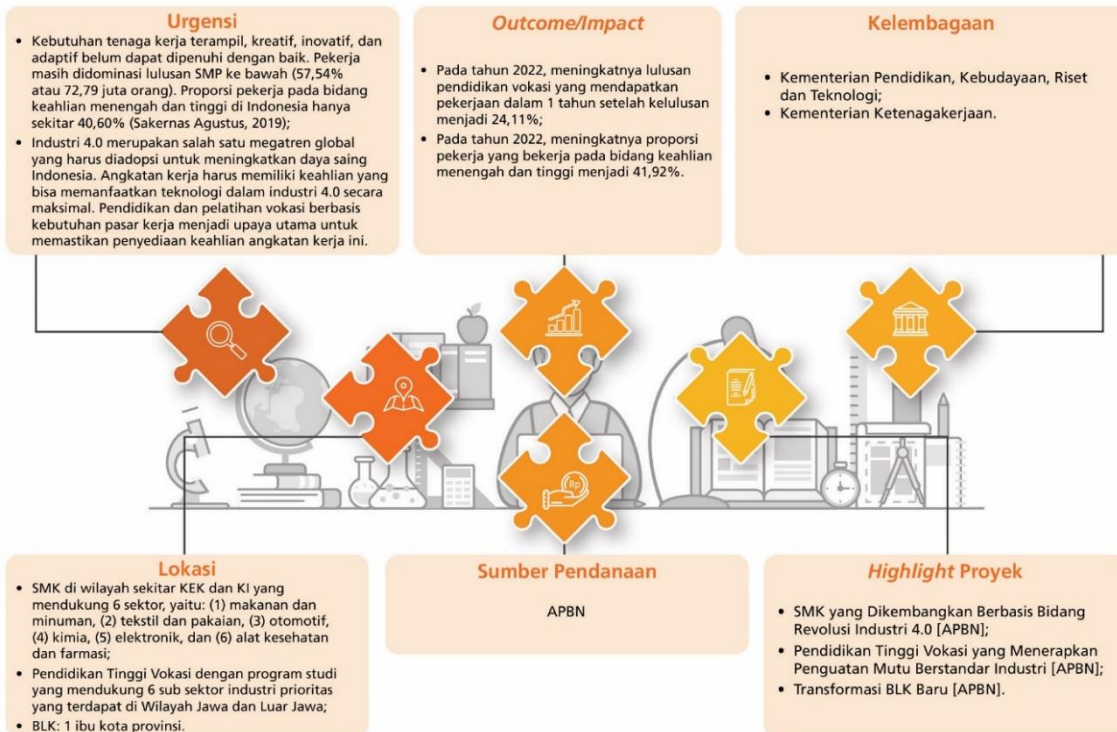 Urgensi
• Kebutuhan tenaga kerja terampil, kreatif, inovatif, dan
adaptif belum dapat dipenuhi dengan baik. Pekerja
masih didominasi lulusan SMP ke bawah (57,54%
atau 72,79 juta orang). Proporsi pekerja pada bidang
keahlian menengah dan tinggi di Indonesia hanya
sekitar 40,60% (Sakernas Agustus, 2019);
• Industri 4.0 merupakan salah satu megatren global
yang harus diadopsi untuk meningkatkan daya saing
Indonesia. Angkatan kerja harus memiliki keahlian yang
bisa memanfaatkan teknologi dalam industri 4.0 secara
maksimal. Pendidikan dan pelatihan vokasi berbasis
kebutuhan pasar kerja menjadi upaya utama untuk
memastikan penyediaan keahlian angkatan kerja ini.
Outcome/Impact
• Pada tahun 2022, meningkatnya lulusan
pendidikan vokasi yang mendapatkan
pekerjaan dalam 1 tahun setelah kelulusan
menjadi 24,11%;
• Pada tahun 2022, meningkatnya proporsi
pekerja yang bekerja pada bidang keahlian
menengah dan tinggi menjadi 41,92%.
Kelembagaan
• Kementerian Pendidikan, Kebudayaan, Riset
dan Teknologi;
• Kementerian Ketenagakerjaan.
Rp
Lokasi
• SMK di wilayah sekitar KEK dan KI yang
mendukung 6 sektor, yaitu: (1) makanan dan
minuman, (2) tekstil dan pakaian, (3) otomotif,
(4) kimia, (5) elektronik, dan (6) alat kesehatan
dan farmasi;
• Pendidikan Tinggi Vokasi dengan program studi
yang mendukung 6 sub sektor industri prioritas
yang terdapat di Wilayah Jawa dan Luar Jawa;
• BLK: 1 ibu kota provinsi.
Sumber Pendanaan
APBN
Highlight Proyek
• SMK yang Dikembangkan Berbasis Bidang
Revolusi Industri 4.0 [APBN];
• Pendidikan Tinggi Vokasi yang Menerapkan
Penguatan Mutu Berstandar Industri [APBN];
• Transformasi BLK Baru [APBN].